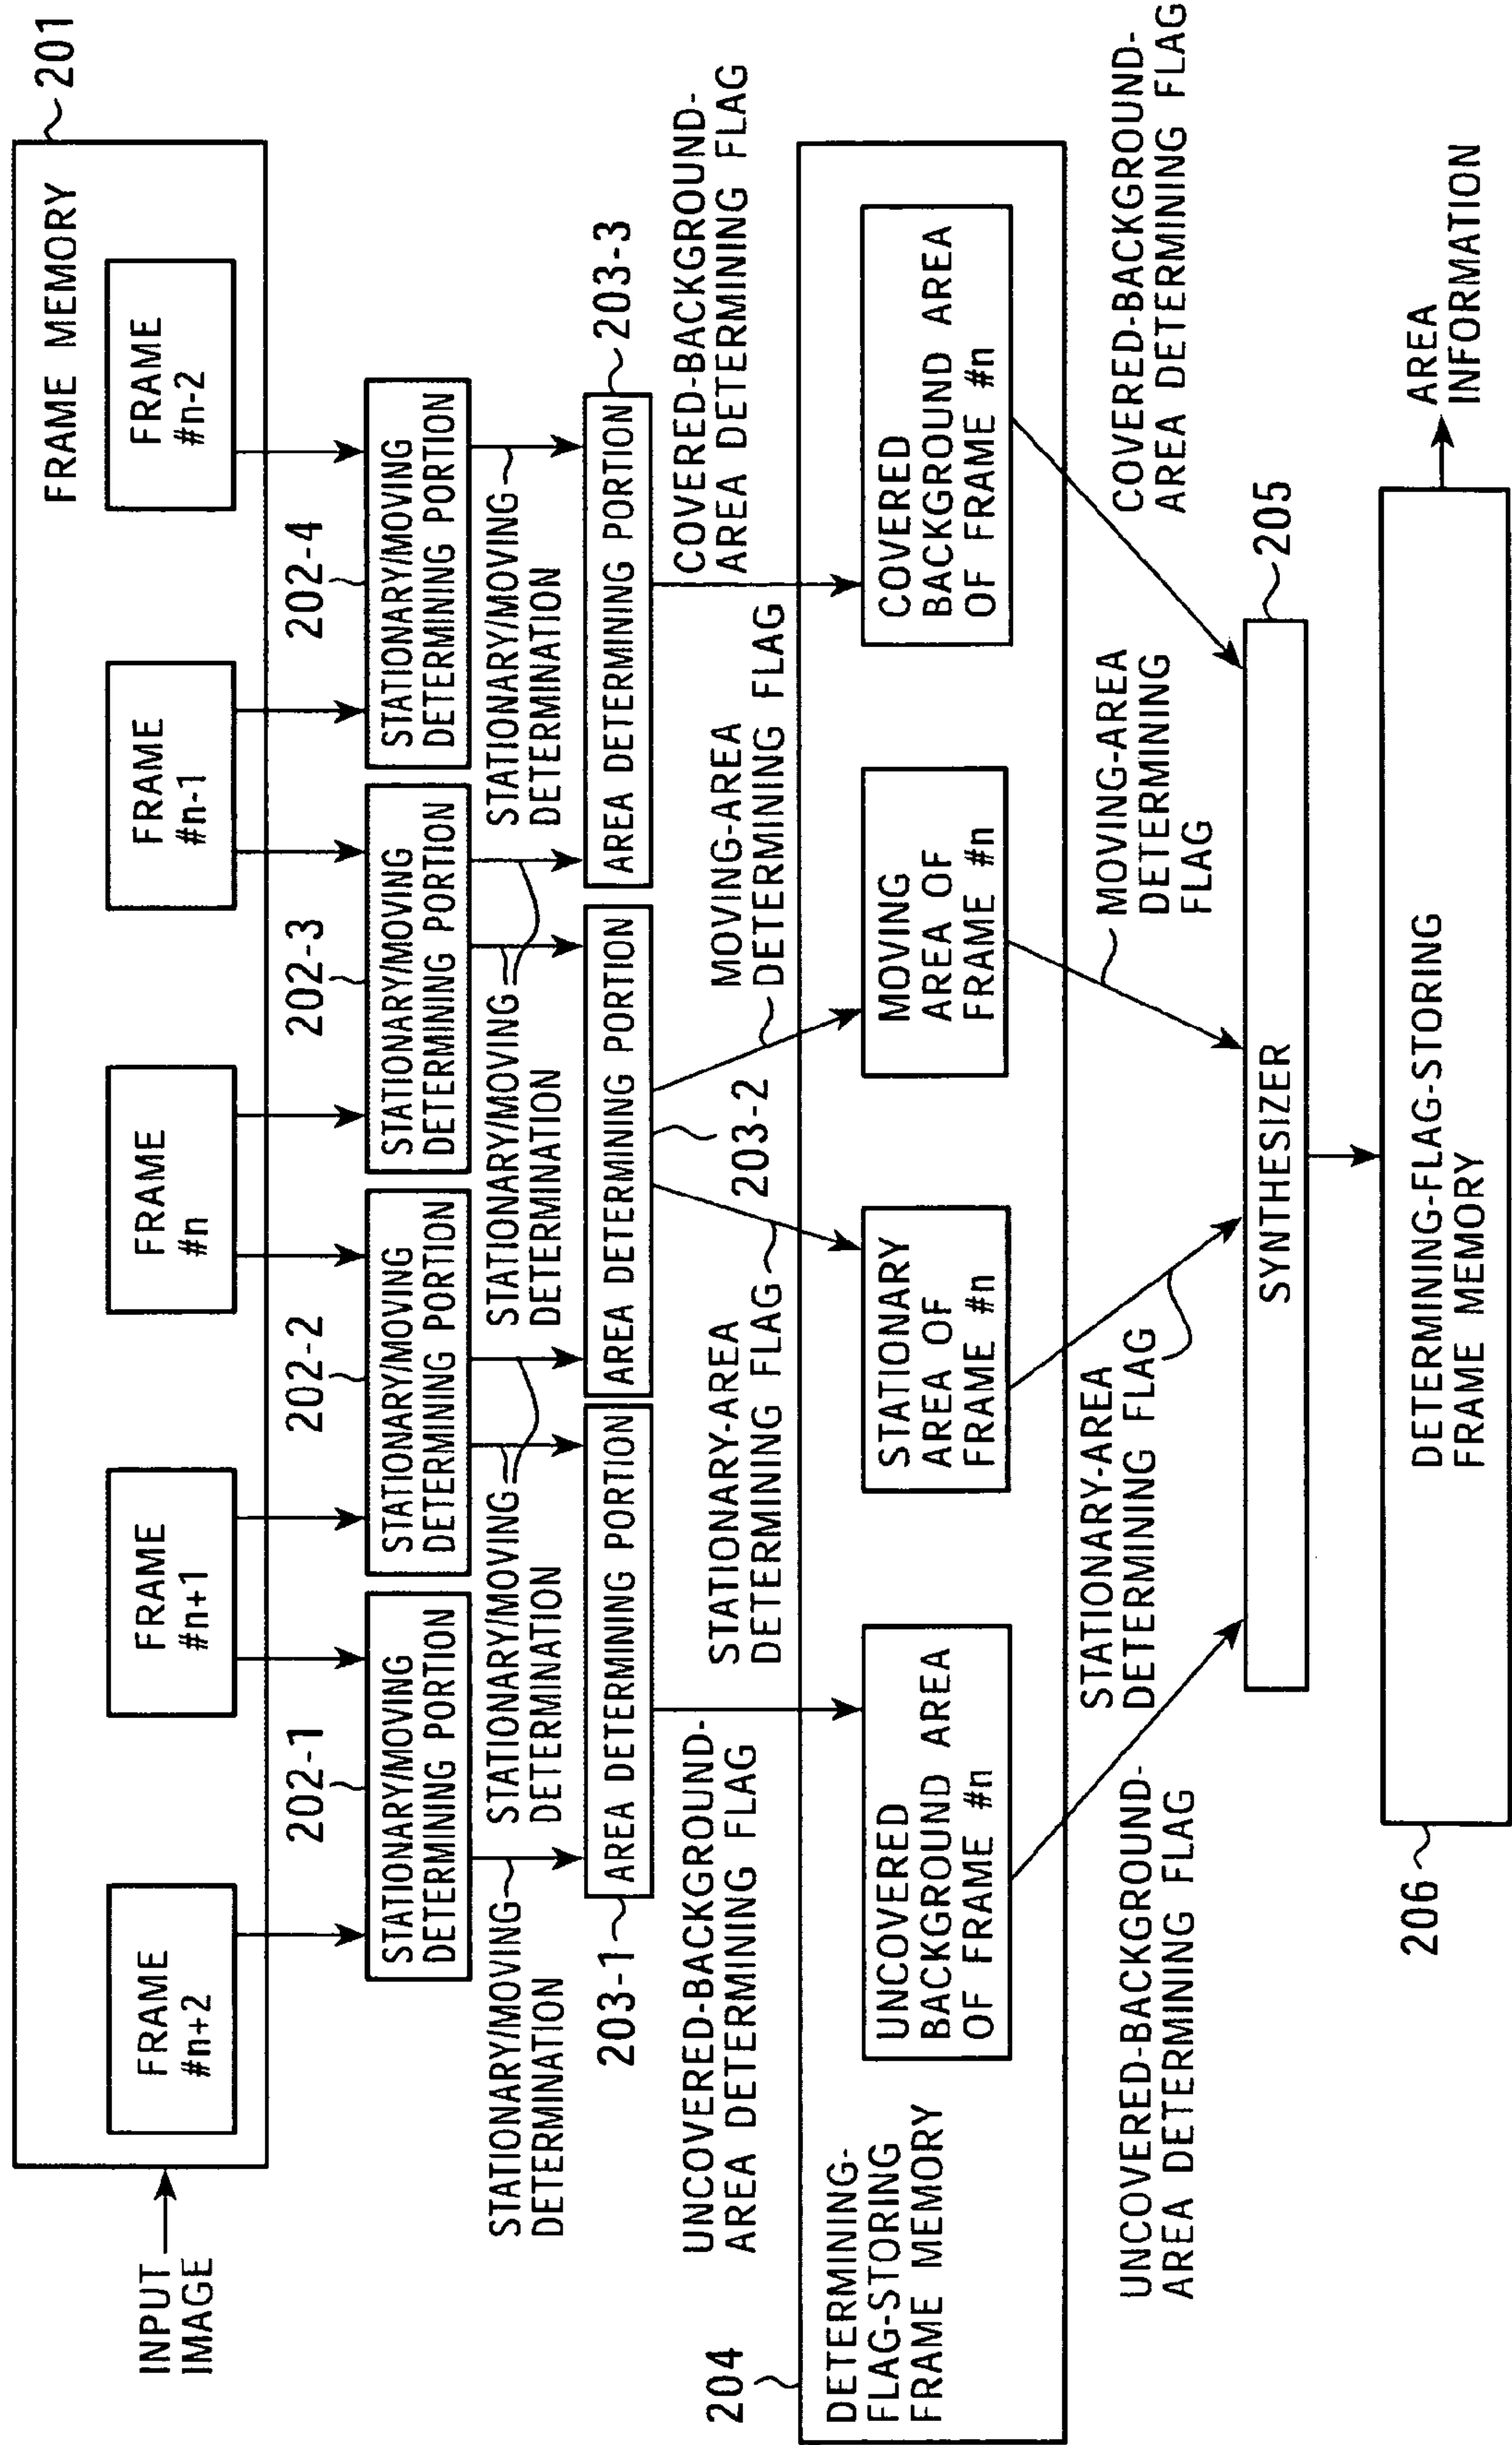 INPUT
IMAGE
FRAME MEMORY
201
FRAME
#n+2
FRAME
#n+1
FRAME
#n
FRAME
#n-1
FRAME
#n-2
202-1
202-2
202-3
202-4
STATIONARY/MOVING
DETERMINING PORTION
STATIONARY/MOVING
DETERMINING PORTION
STATIONARY/MOVING
DETERMINING PORTION
STATIONARY/MOVING
DETERMINING PORTION
STATIONARY/MOVING
DETERMINATION
STATIONARY/MOVING
DETERMINATION
STATIONARY/MOVING
DETERMINATION
STATIONARY/MOVING
DETERMINATION
203-1
AREA DETERMINING PORTION
AREA DETERMINING PORTION
AREA DETERMINING PORTION
203-3
UNCOVERED-BACKGROUND-
AREA DETERMINING FLAG
STATIONARY-AREA
DETERMINING FLAG
203-2
MOVING-AREA
DETERMINING FLAG
COVERED-BACKGROUND-
AREA DETERMINING FLAG
204
DETERMINING-
FLAG-STORING
FRAME MEMORY
UNCOVERED
BACKGROUND AREA
OF FRAME #n
STATIONARY
AREA OF
FRAME #n
MOVING
AREA OF
FRAME #n
COVERED
BACKGROUND AREA
OF FRAME #n
UNCOVERED-BACKGROUND-
AREA DETERMINING FLAG
STATIONARY-AREA
DETERMINING FLAG
MOVING-AREA
DETERMINING
FLAG
COVERED-BACKGROUND-
AREA DETERMINING FLAG
SYNTHESIZER
205
206
DETERMINING-FLAG-STORING
FRAME MEMORY
AREA
INFORMATION